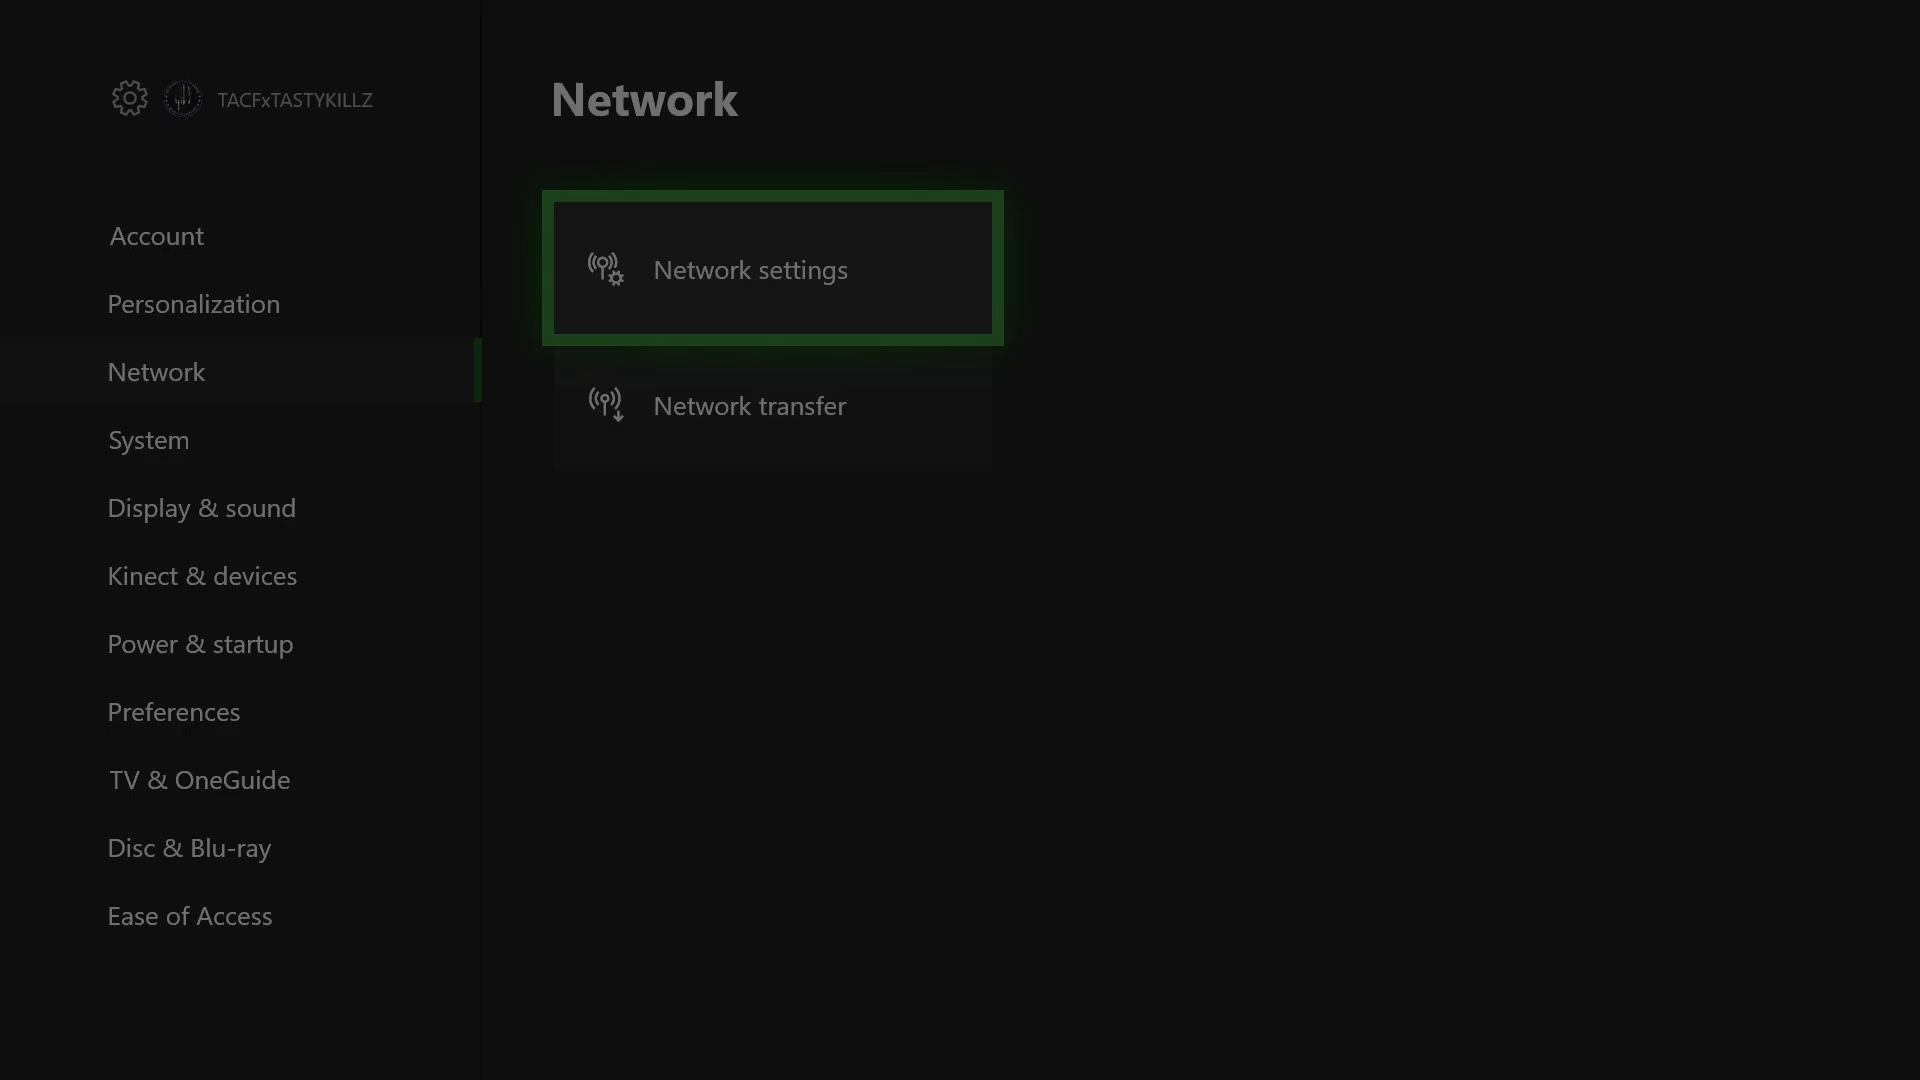 TACFxTASTYKILLZ
Account
Personalization
Network
System
Display & sound
Kinect & devices
Power & startup
Preferences
TV & OneGuide
Disc & Blu-ray
Ease of Access
Network
Network settings
Network transfer